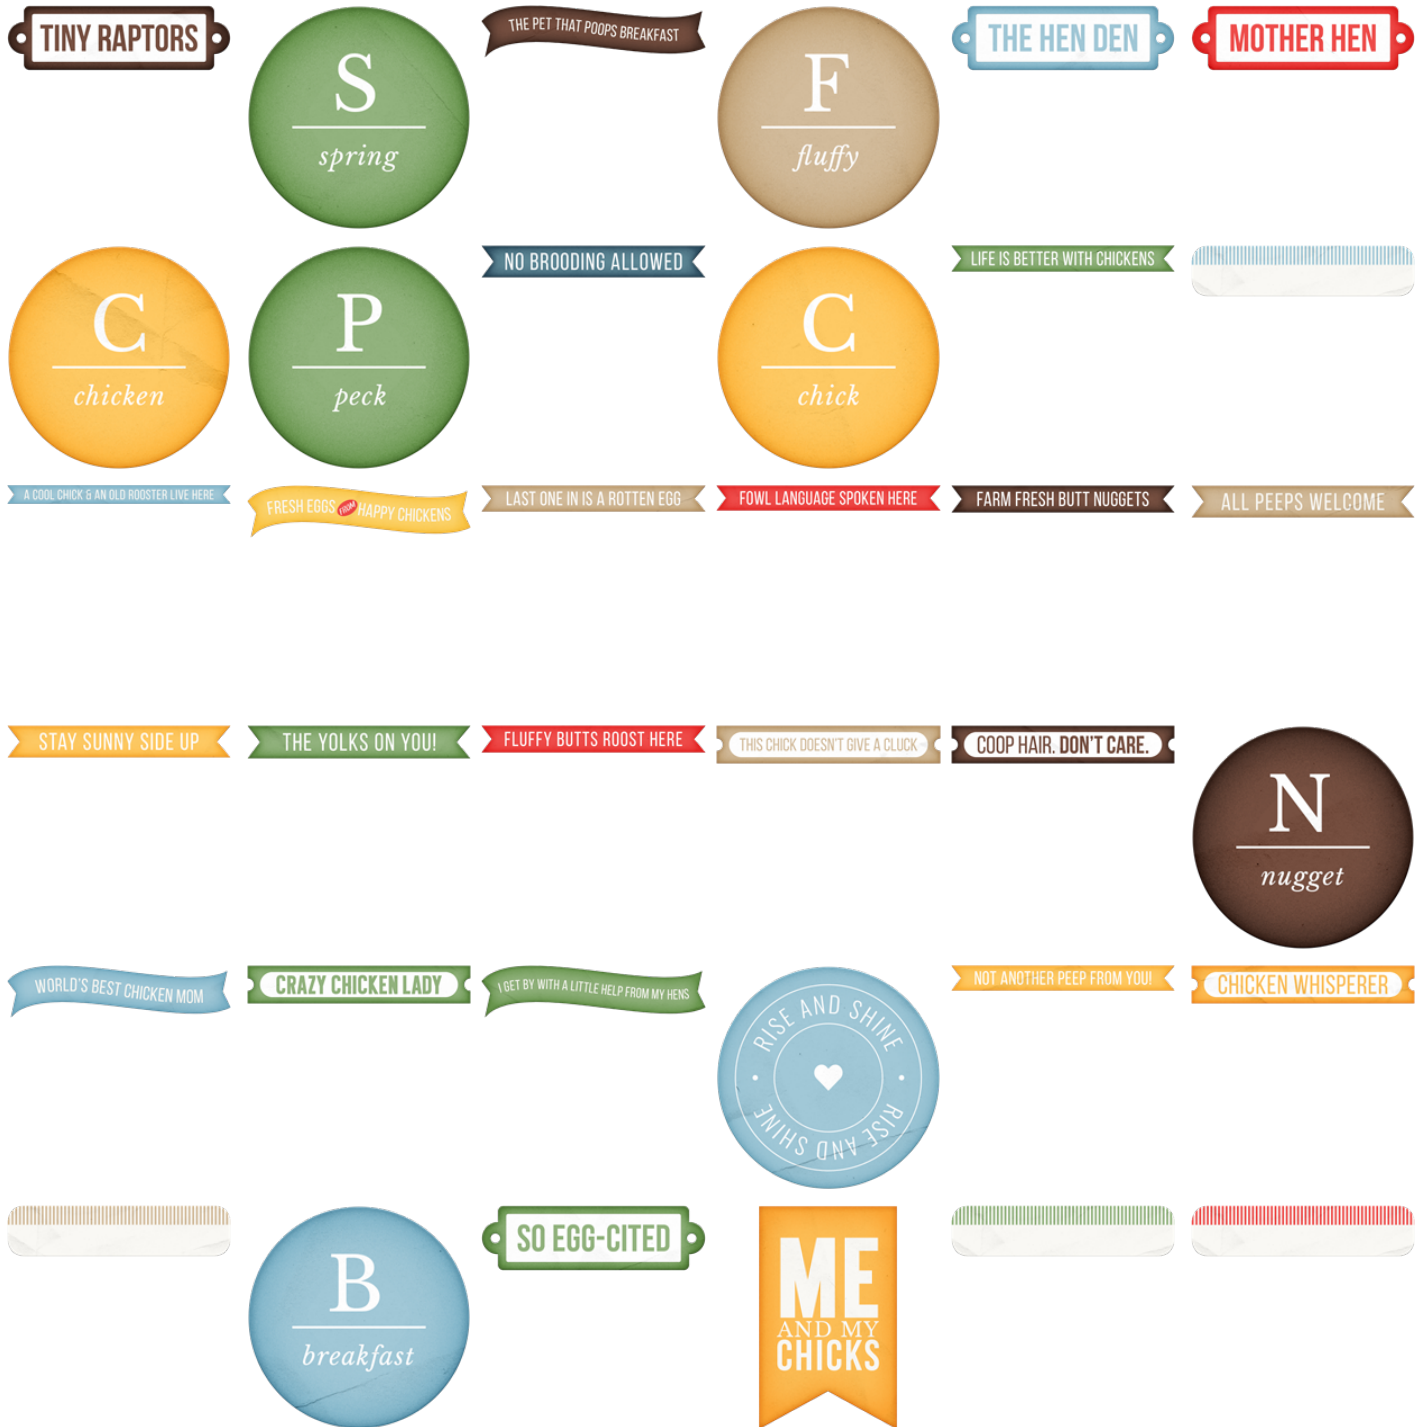 TINY RAPTORS
S
spring
THE PET THAT POOPS BREAKFAST
F
fluffy
THE HEN DEN
MOTHER HEN
C
chicken
P
peck
NO BROODING ALLOWED
C
chick
LIFE IS BETTER WITH CHICKENS
A COOL CHICK & AN OLD ROOSTER LIVE HERE
FRESH EGGS FROM HAPPY CHICKENS
LAST ONE IN IS A ROTTEN EGG
FOWL LANGUAGE SPOKEN HERE
FARM FRESH BUTT NUGGETS
ALL PEEPS WELCOME
STAY SUNNY SIDE UP
THE YOLKS ON YOU!
FLUFFY BUTTS ROOST HERE
THIS CHICK DOESN'T GIVE A CLUCK
COOP HAIR. DON'T CARE.
N
nugget
WORLD'S BEST CHICKEN MOM
CRAZY CHICKEN LADY
I GET BY WITH A LITTLE HELP FROM MY HENS
RISE AND SHINE
RISE AND SHINE
NOT ANOTHER PEEP FROM YOU!
CHICKEN WHISPERER
B
breakfast
SO EGG-CITED
ME
AND MY
CHICKS